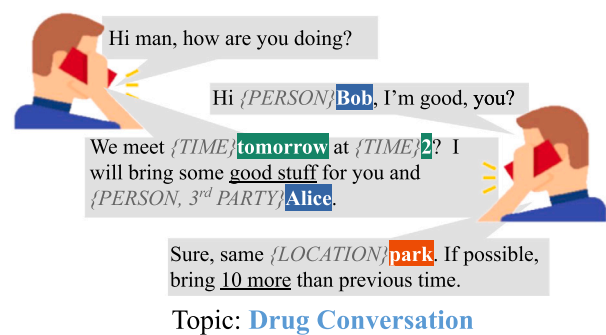 Hi man, how are you doing?
Hi {PERSON}Bob, I'm good, you?
We meet {TIME}tomorrow at {TIME}2? I
will bring some good stuff for you and
{PERSON, 3rd PARTY}Alice.
Sure, same {LOCATION}park. If possible,
bring 10 more than previous time.
Topic: Drug Conversation